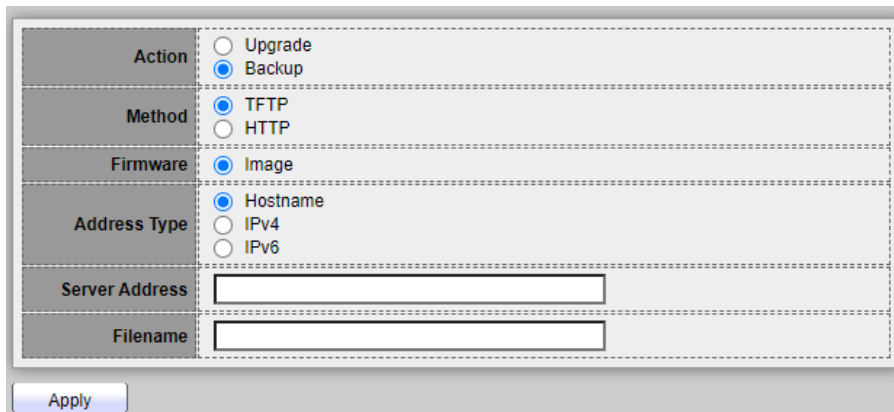 Action
Upgrade
Backup
Method
TFTP
HTTP
Firmware
Image
Address Type
Hostname
IPv4
IPv6
Server Address
Filename
Apply